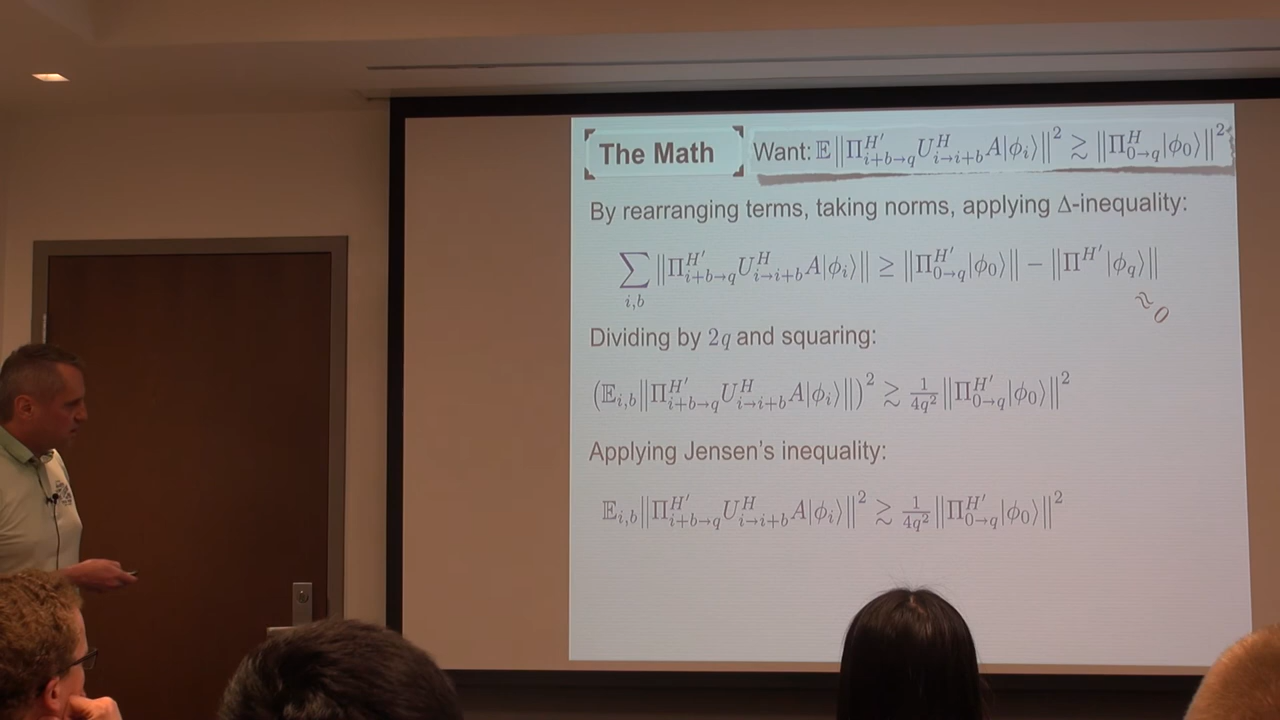 The Math
Want: 𝔼‖Π^{H'}_{i+b→q} U^H_{i→i+b} A|ϕ_i⟩‖² ≳ ‖Π^H_{0→q}|ϕ_0⟩‖²
By rearranging terms, taking norms, applying Δ-inequality:
∑_{i,b} ‖Π^{H'}_{i+b→q} U^H_{i→i+b} A|ϕ_i⟩‖ ≥ ‖Π^{H'}_{0→q}|ϕ_0⟩‖ − ‖Π^{H'}|ϕ_q⟩‖
≈ 0
Dividing by 2q and squaring:
(𝔼_{i,b}‖Π^{H'}_{i+b→q} U^H_{i→i+b} A|ϕ_i⟩‖)² ≳ 1/4q² ‖Π^{H'}_{0→q}|ϕ_0⟩‖²
Applying Jensen's inequality:
𝔼_{i,b}‖Π^{H'}_{i+b→q} U^H_{i→i+b} A|ϕ_i⟩‖² ≳ 1/4q² ‖Π^{H'}_{0→q}|ϕ_0⟩‖²